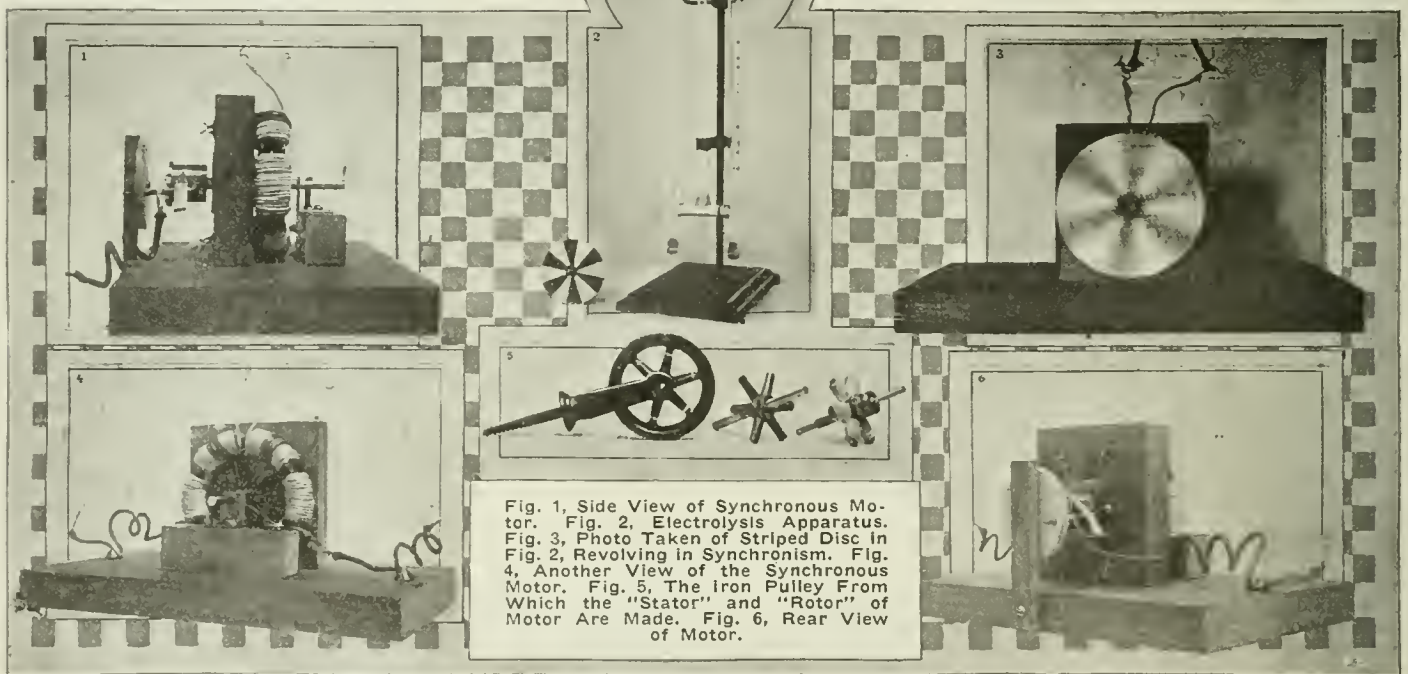 1
2
3
4
5
6
Fig. 1, Side View of Synchronous Mo-
tor. Fig. 2, Electrolysis Apparatus.
Fig. 3, Photo Taken of Striped Disc in
Fig. 2, Revolving in Synchronism. Fig.
4, Another View of the Synchronous
Motor. Fig. 5, The Iron Pulley From
Which the "Stator" and "Rotor" of
Motor Are Made. Fig. 6, Rear View
of Motor.